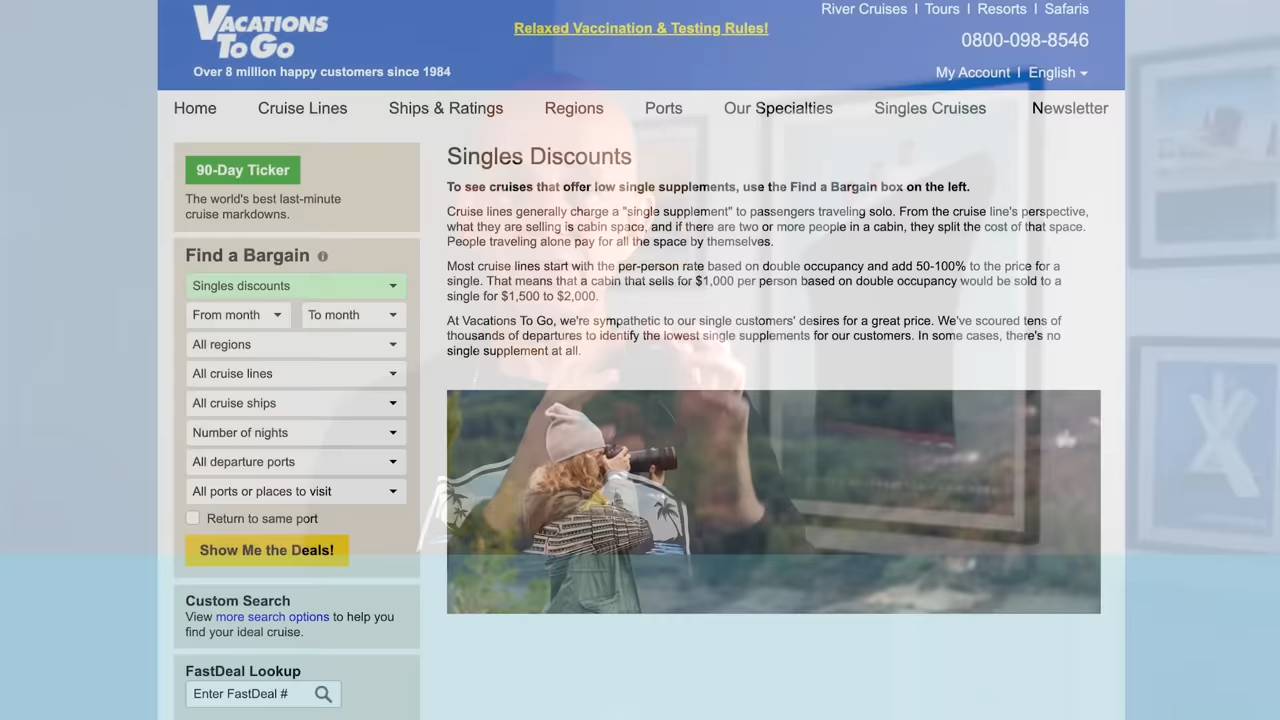 VACATIONS
TO GO
Over 8 million happy customers since 1984
Relaxed Vaccination & Testing Rules!
River Cruises | Tours | Resorts | Safaris
0800-098-8546
My Account | English
Home Cruise Lines Ships & Ratings Regions Ports Our Specialties Singles Cruises Newsletter
90-Day Ticker
The world's best last-minute
cruise markdowns.
Find a Bargain
Singles discounts
From month To month
All regions
All cruise lines
All cruise ships
Number of nights
All departure ports
All ports or places to visit
Return to same port
Show Me the Deals!
Custom Search
View more search options to help you
find your ideal cruise.
FastDeal Lookup
Enter FastDeal #
Singles Discounts
To see cruises that offer low single supplements, use the Find a Bargain box on the left.
Cruise lines generally charge a "single supplement" to passengers traveling solo. From the cruise line's perspective,
what they are selling is cabin space, and if there are two or more people in a cabin, they split the cost of that space.
People traveling alone pay for all the space by themselves.
Most cruise lines start with the per-person rate based on double occupancy and add 50-100% to the price for a
single. That means that a cabin that sells for $1,000 per person based on double occupancy would be sold to a
single for $1,500 to $2,000.
At Vacations To Go, we're sympathetic to our single customers' desires for a great price. We've scoured tens of
thousands of departures to identify the lowest single supplements for our customers. In some cases, there's no
single supplement at all.